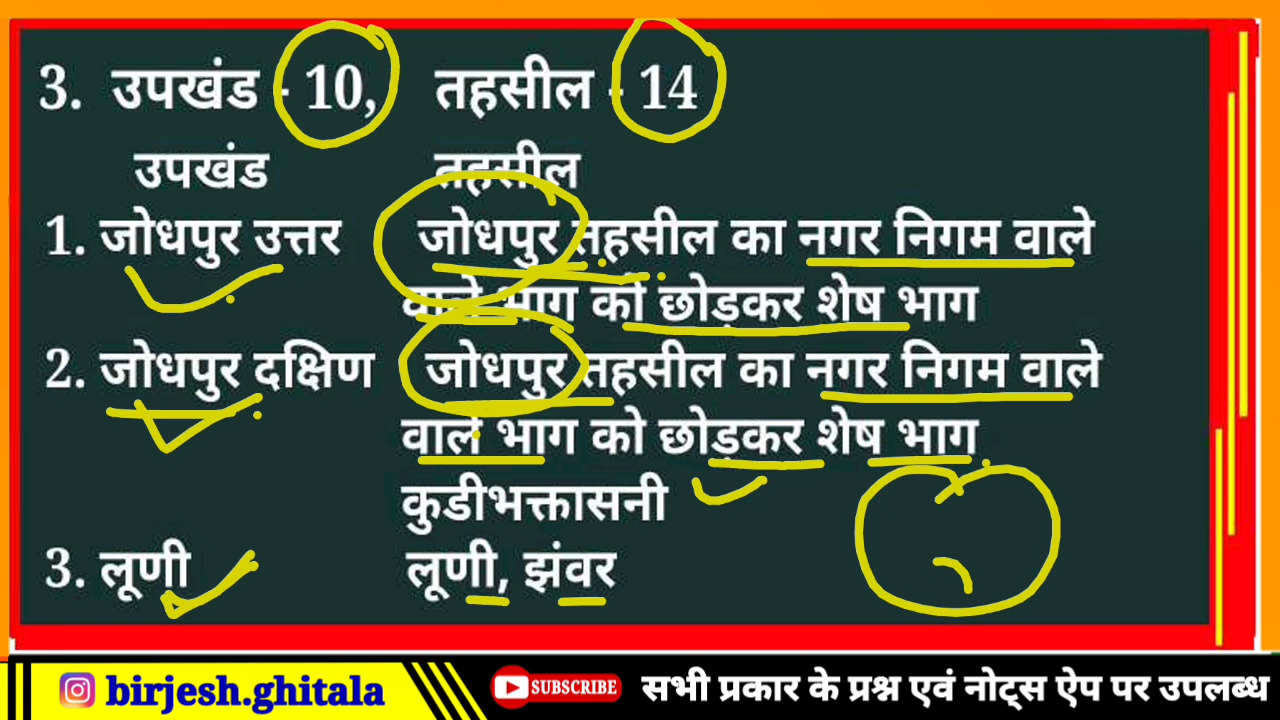 3. उपखंड - 10, तहसील - 14
उपखंड तहसील
1. जोधपुर उत्तर जोधपुर तहसील का नगर निगम वाले
वाले भाग को छोड़कर शेष भाग
2. जोधपुर दक्षिण जोधपुर तहसील का नगर निगम वाले
वाले भाग को छोड़कर शेष भाग
कुडीभक्तासनी
3. लूणी लूणी, झंवर
birjesh.ghitala SUBSCRIBE सभी प्रकार के प्रश्न एवं नोट्स ऐप पर उपलब्ध